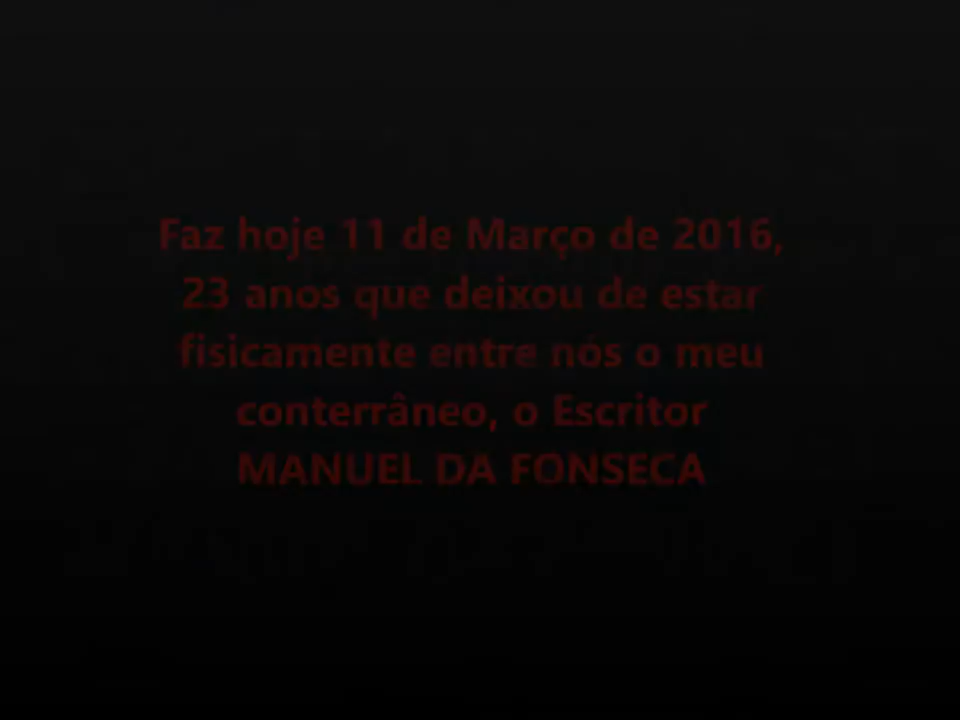 Faz hoje 11 de Março de 2016,
23 anos que deixou de estar
fisicamente entre nós o meu
conterrâneo, o Escritor
MANUEL DA FONSECA